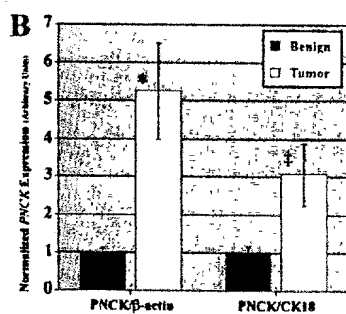 B
Normalized PNCK Expression (Arbitrary Units)
7
6
5
4
3
2
1
0
Benign
Tumor
*
‡
PNCK/β-actin
PNCK/CK18